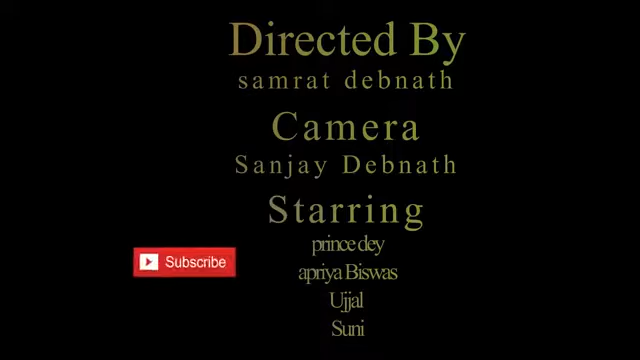 Directed By
samrat debnath
Camera
Sanjay Debnath
Starring
prince dey
apriya Biswas
Ujjal
Suni
Subscribe